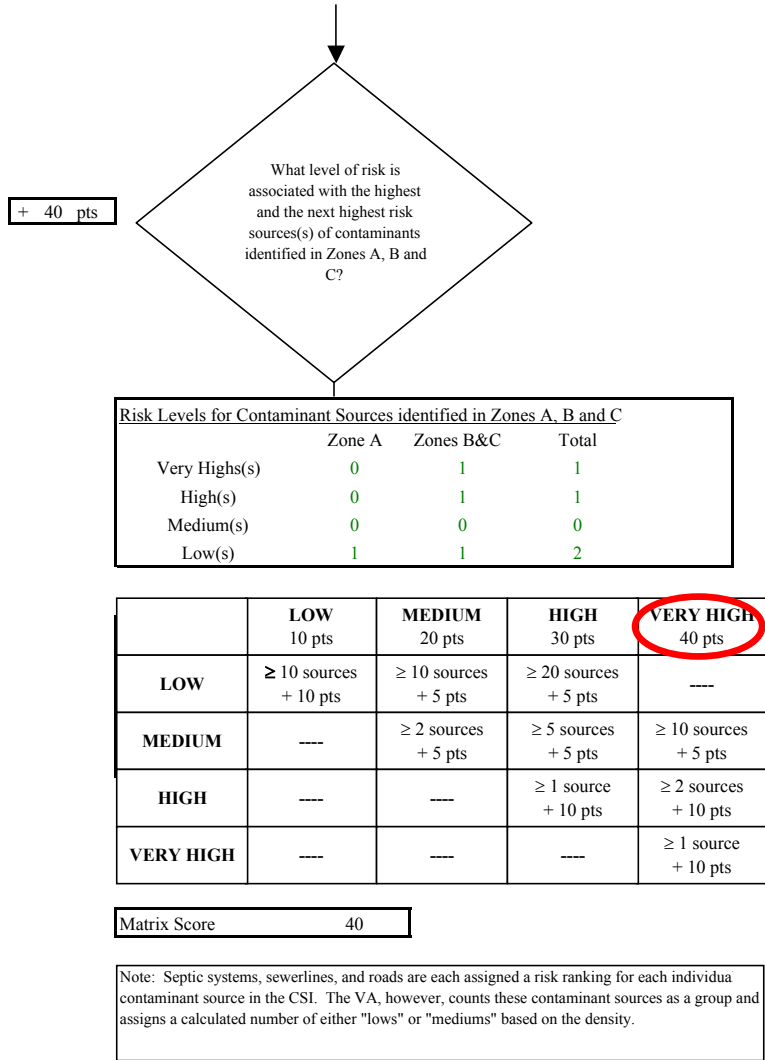 What level of risk is
associated with the highest
and the next highest risk
sources(s) of contaminants
identified in Zones A, B and
C?
+ 40 pts
Risk Levels for Contaminant Sources identified in Zones A, B and C
Zone A Zones B&C Total
Very Highs(s) 0 1 1
High(s) 0 1 1
Medium(s) 0 0 0
Low(s) 1 1 2
LOW MEDIUM HIGH VERY HIGH
10 pts 20 pts 30 pts 40 pts
LOW ≥ 10 sources ≥ 10 sources ≥ 20 sources ----
+ 10 pts + 5 pts + 5 pts
MEDIUM ---- ≥ 2 sources ≥ 5 sources ≥ 10 sources
+ 5 pts + 5 pts + 5 pts
HIGH ---- ---- ≥ 1 source ≥ 2 sources
+ 10 pts + 10 pts
VERY HIGH ---- ---- ---- ≥ 1 source
+ 10 pts
Matrix Score 40
Note: Septic systems, sewerlines, and roads are each assigned a risk ranking for each individua
contaminant source in the CSI. The VA, however, counts these contaminant sources as a group and
assigns a calculated number of either "lows" or "mediums" based on the density.